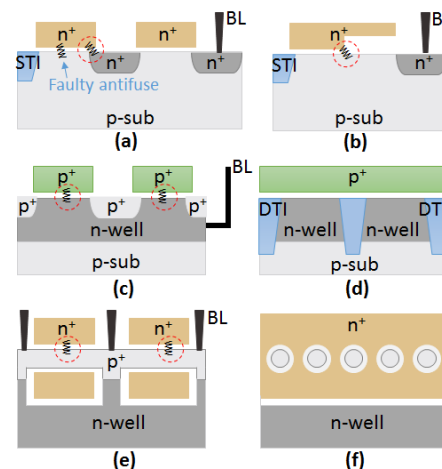 n+ n+ BL
STI n+ n+
Faulty antifuse
p-sub
(a)
n+ B
STI n+
p-sub
(b)
p+ p+ BL
p+ p+ p+
n-well
p-sub
(c)
p+
DTI DT
n-well n-well
p-sub
(d)
n+ n+ BL
p+
n-well
(e)
n+
n-well
(f)